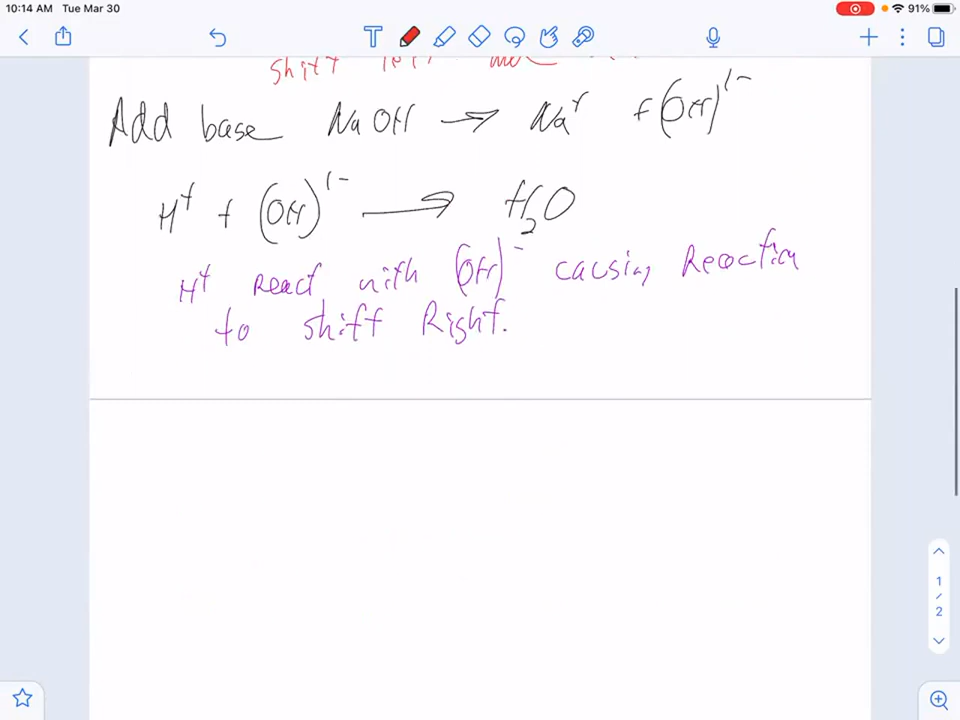 10:14 AM Tue Mar 30
91%
T
shift
Add base NaOH → Na⁺ + (OH)¹⁻
H⁺ + (OH)¹⁻ → H₂O
H⁺ React with (OH)⁻ causing Reaction
to shift Right.
1
/
2